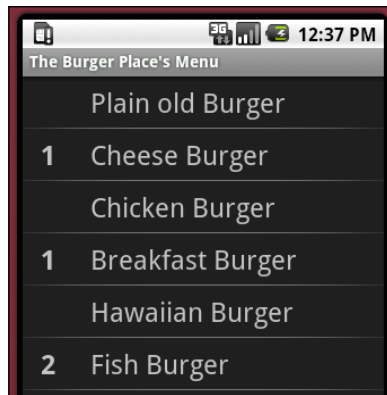 3G 12:37 PM
The Burger Place's Menu
Plain old Burger
1 Cheese Burger
Chicken Burger
1 Breakfast Burger
Hawaiian Burger
2 Fish Burger